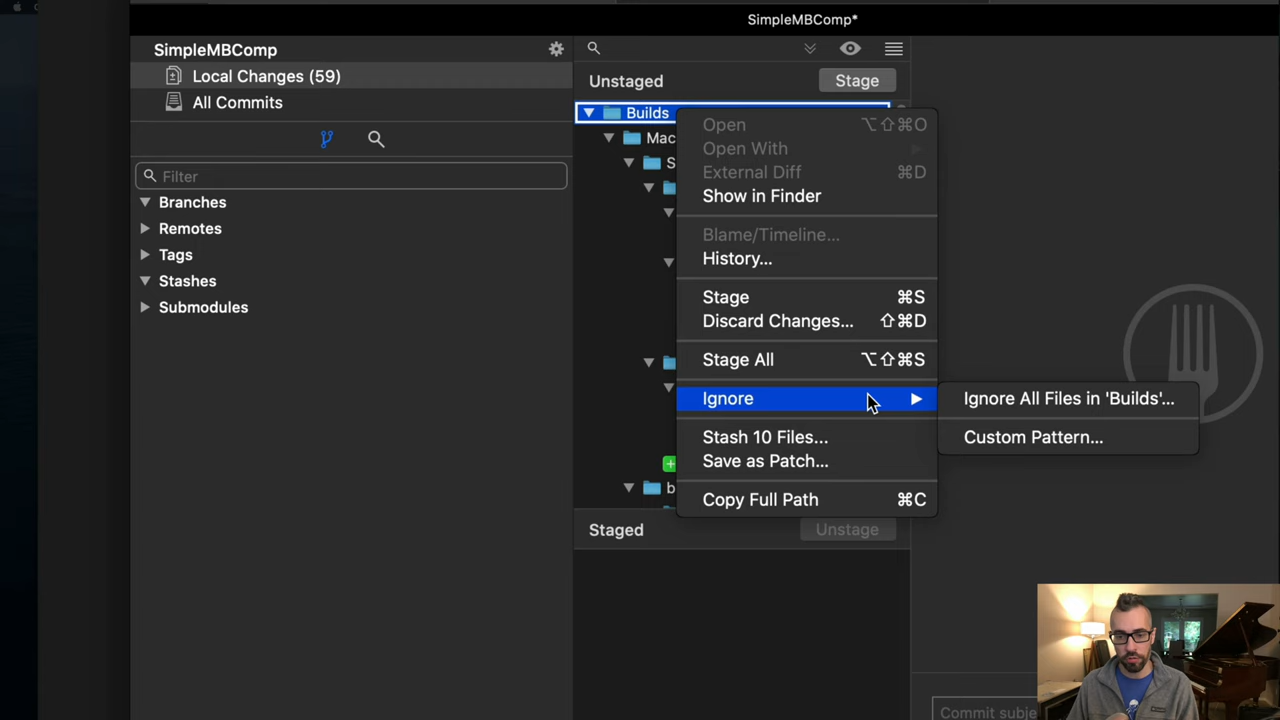 SimpleMBComp*
SimpleMBComp
Local Changes (59)
All Commits
Filter
Branches
Remotes
Tags
Stashes
Submodules
Unstaged
Stage
Builds
Mac
S
b
Open ⌥⇧⌘O
Open With
External Diff ⌘D
Show in Finder
Blame/Timeline...
History...
Stage ⌘S
Discard Changes... ⇧⌘D
Stage All ⌥⇧⌘S
Ignore
Stash 10 Files...
Save as Patch...
Copy Full Path ⌘C
Ignore All Files in 'Builds'...
Custom Pattern...
Staged
Unstage
Commit subje